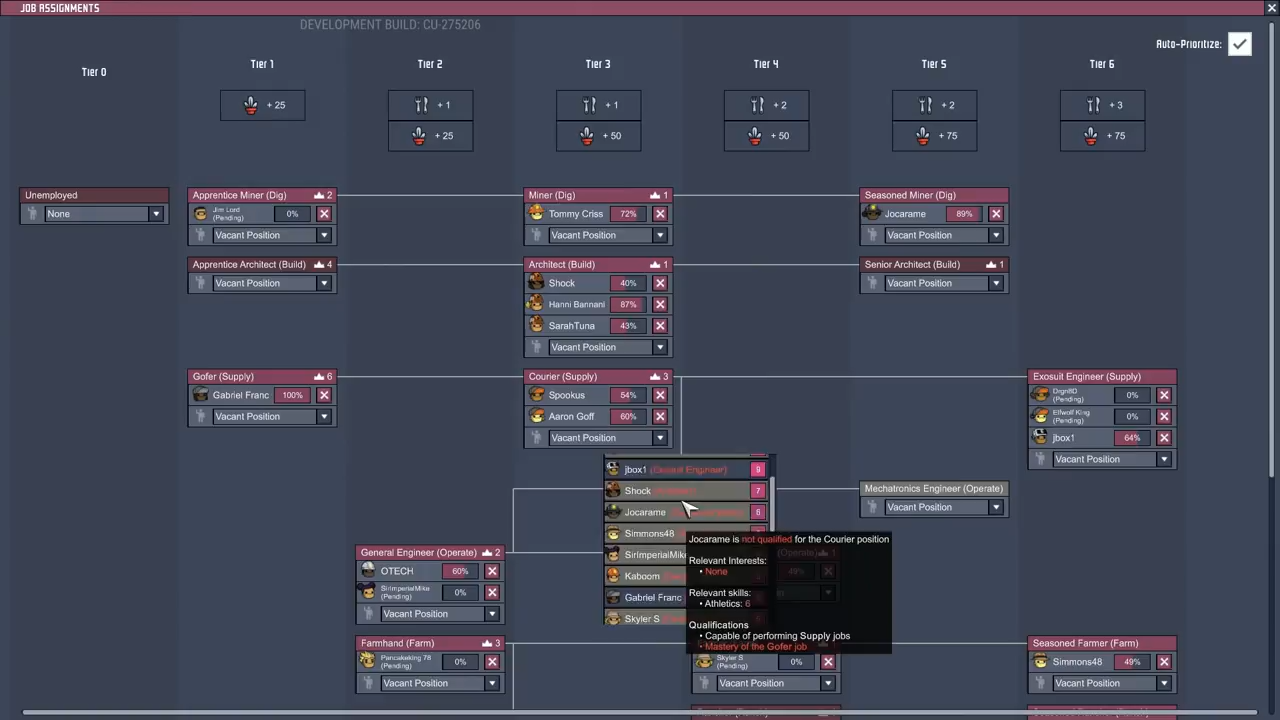 JOB ASSIGNMENTS
DEVELOPMENT BUILD: CU-275206
Auto-Prioritize:
Tier 0
Tier 1
Tier 2
Tier 3
Tier 4
Tier 5
Tier 6
+ 25
+ 1
+ 1
+ 2
+ 2
+ 3
+ 25
+ 50
+ 50
+ 75
+ 75
Unemployed
None
Apprentice Miner (Dig) 2
Jim Lord
(Pending)
0%
Vacant Position
Miner (Dig) 1
Tommy Criss 72%
Vacant Position
Seasoned Miner (Dig)
Jocarame 89%
Vacant Position
Apprentice Architect (Build) 4
Vacant Position
Architect (Build) 1
Shock 40%
Hanni Bannani 87%
SarahTuna 43%
Vacant Position
Senior Architect (Build) 1
Vacant Position
Gofer (Supply) 6
Gabriel Franc 100%
Vacant Position
Courier (Supply) 3
Spookus 54%
Aaron Goff 60%
Vacant Position
Exosuit Engineer (Supply)
(Pending)
0%
Elfwolf King
(Pending)
0%
jbox1 64%
Vacant Position
jbox1 (Exosuit Engineer) 9
Shock 7
Jocarame 6
Simmons48
SirImperialMike
Kaboom
Gabriel Franc
Skyler S
Jocarame is not qualified for the Courier position
Relevant Interests:
• None
Relevant skills:
• Athletics: 6
Qualifications
• Capable of performing Supply jobs
• Mastery of the Gofer job
Mechatronics Engineer (Operate)
Vacant Position
General Engineer (Operate) 2
OTECH 60%
SirImperialMike
(Pending)
0%
Vacant Position
Farmhand (Farm) 3
Pancakeking 78
(Pending)
0%
Vacant Position
Skyler S
(Pending)
0%
Vacant Position
Seasoned Farmer (Farm)
Simmons48 49%
Vacant Position